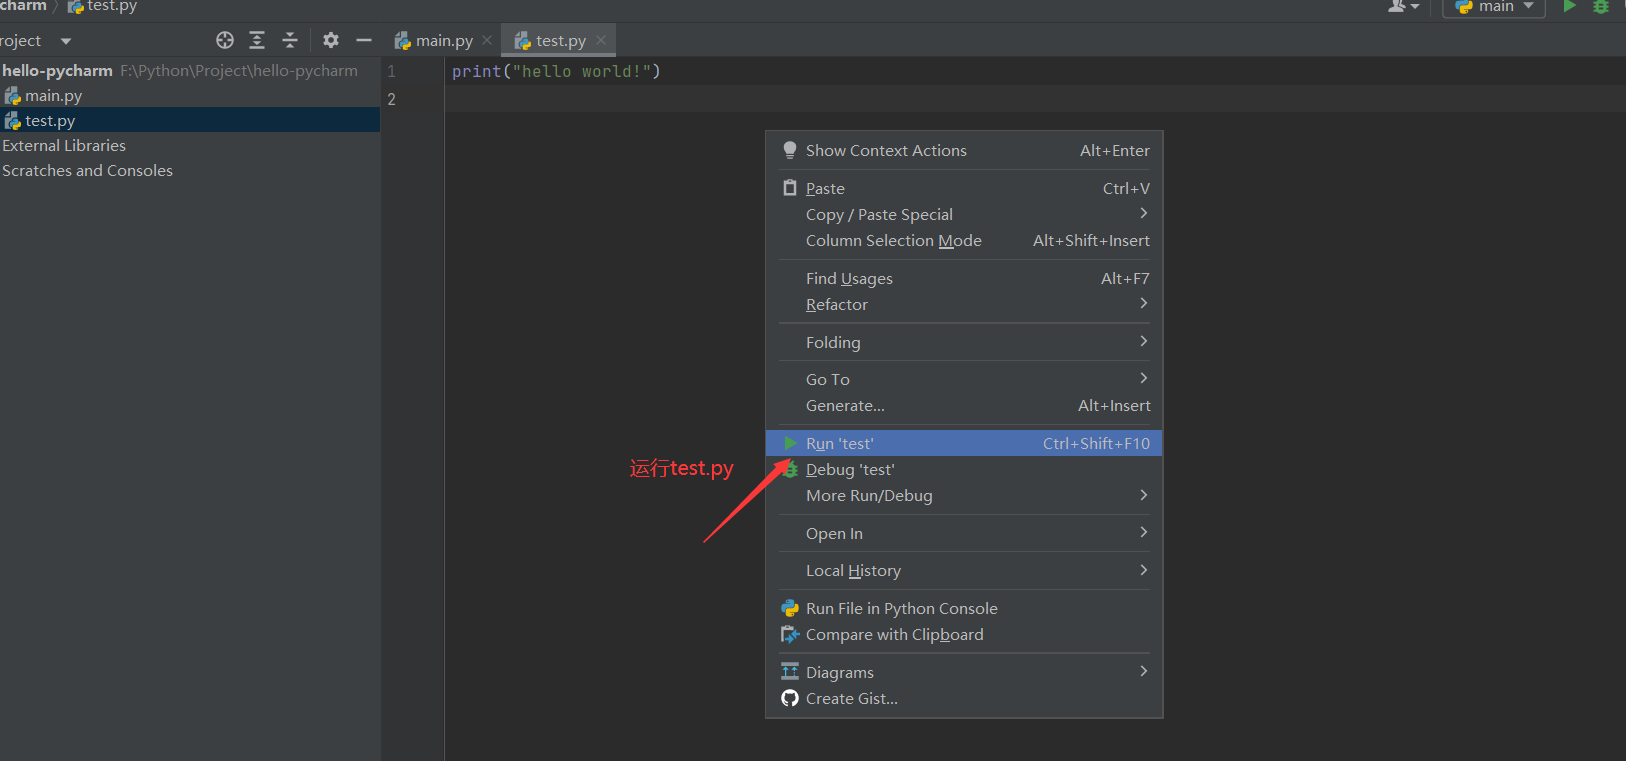 charm 〉 test.py
main
roject
main.py
test.py
hello-pycharm F:\Python\Project\hello-pycharm
main.py
test.py
External Libraries
Scratches and Consoles
1 print("hello world!")
2
Show Context Actions Alt+Enter
Paste Ctrl+V
Copy / Paste Special
Column Selection Mode Alt+Shift+Insert
Find Usages Alt+F7
Refactor
Folding
Go To
Generate... Alt+Insert
Run 'test' Ctrl+Shift+F10
运行test.py
Debug 'test'
More Run/Debug
Open In
Local History
Run File in Python Console
Compare with Clipboard
Diagrams
Create Gist...